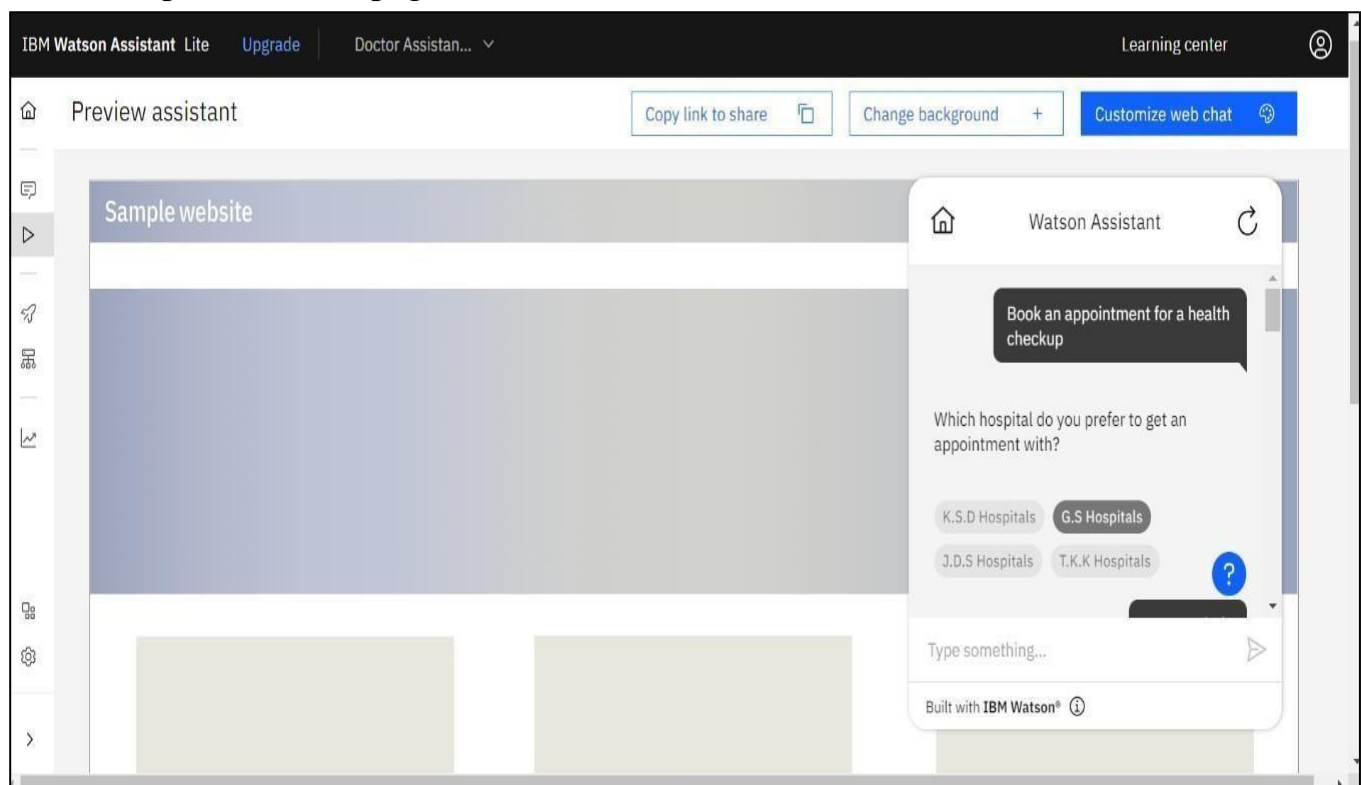 IBM Watson Assistant Lite Upgrade Doctor Assistan... Learning center
Preview assistant Copy link to share Change background + Customize web chat
Sample website
Watson Assistant
Book an appointment for a health
checkup
Which hospital do you prefer to get an
appointment with?
K.S.D Hospitals G.S Hospitals
J.D.S Hospitals T.K.K Hospitals
?
Type something...
Built with IBM Watson®